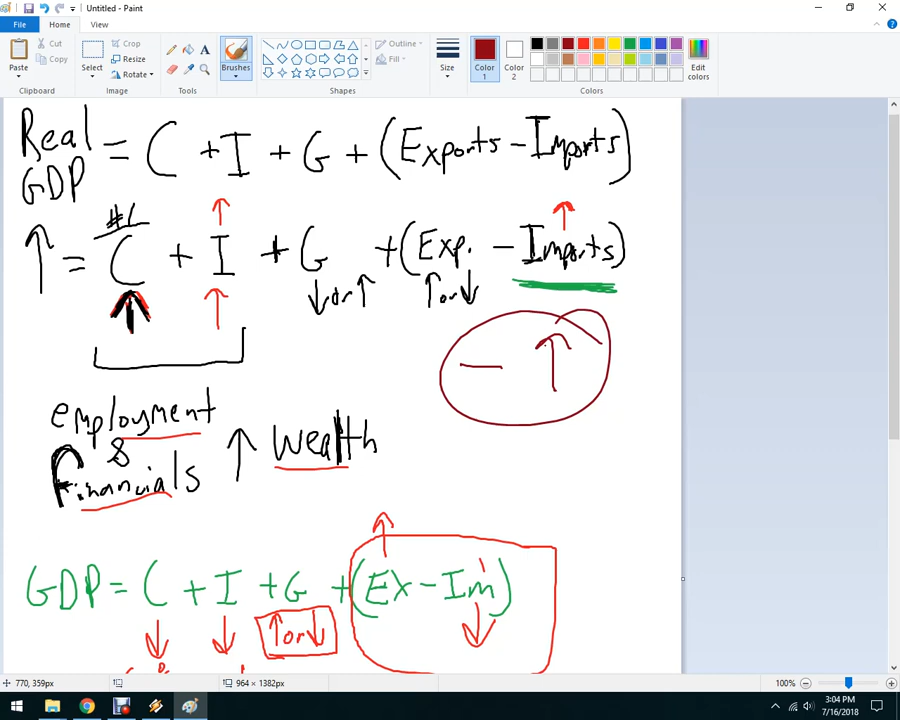 Untitled - Paint
File Home View
Paste
Cut
Copy
Clipboard
Select
Crop
Resize
Rotate
Image
Tools
Brushes
Shapes
Outline
Fill
Size
Color 1
Color 2
Edit colors
Colors
Real GDP = C + I + G + (Exports - Imports)
#1
↑ = C + I + G + (Exp. - Imports)
↓ or ↑ ↑ or ↓
- ↑
employment
&
Financials ↑ Wealth
GDP = C + I + G + (Ex - Im)
↓ ↓ ↑ or ↓ ↓
770, 359px
964 × 1382px
100%
3:04 PM
7/16/2018